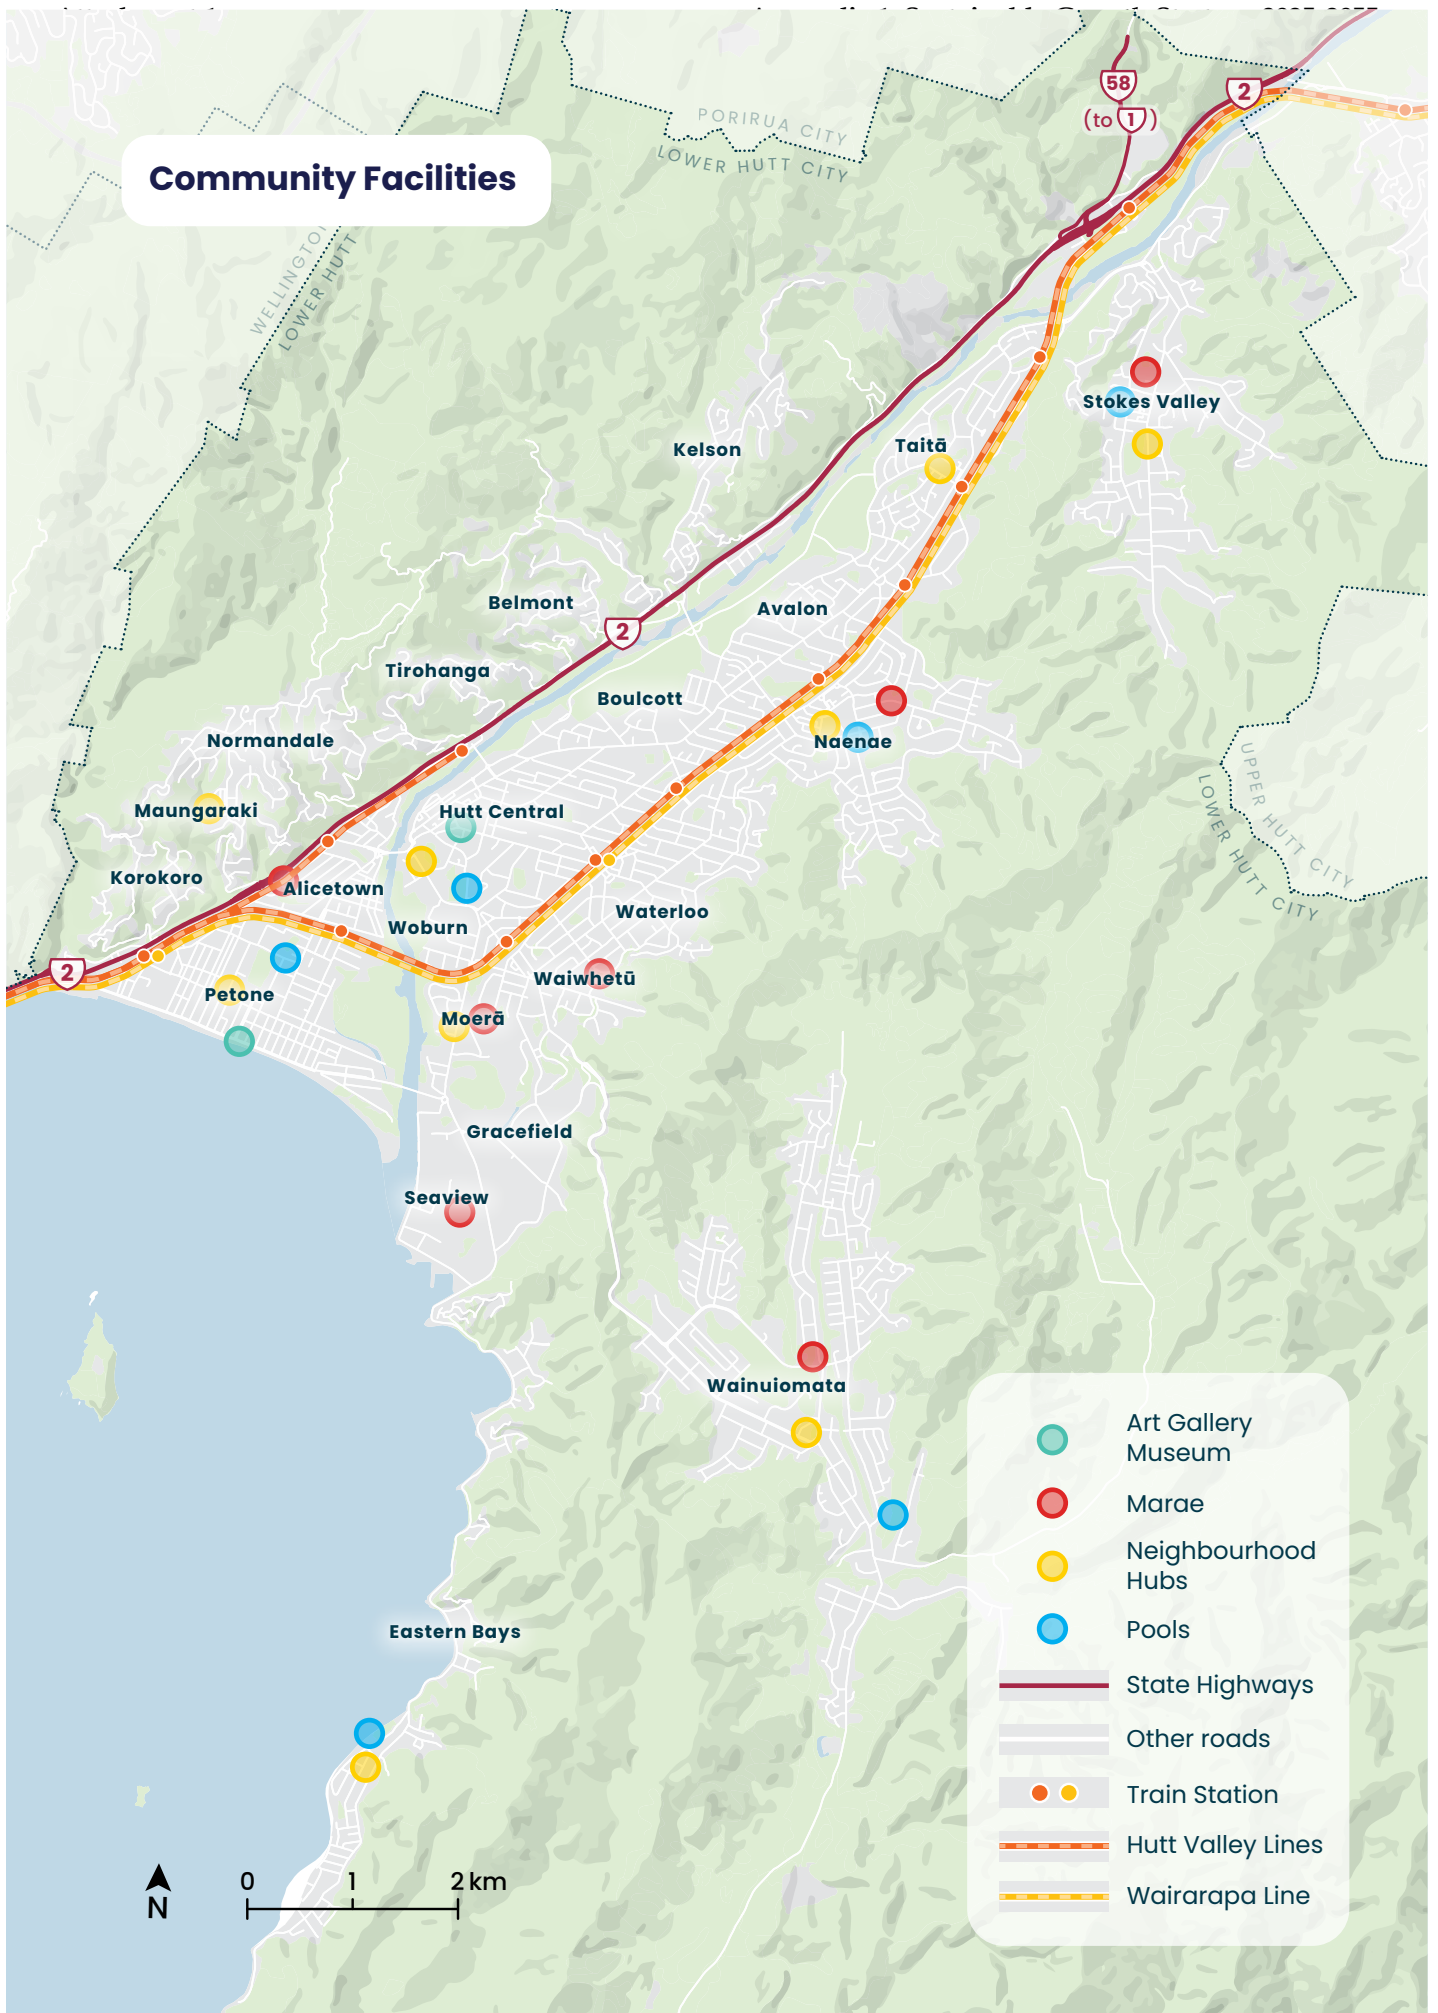 58
2
(to 1)
PORIRUA CITY
LOWER HUTT CITY
Community Facilities
WELLINGTON
LOWER HUTT
Stokes Valley
Taitā
Kelson
Belmont
Avalon
2
Tirohanga
Boulcott
Normandale
Naenae
UPPER HUTT CITY
LOWER HUTT CITY
Maungaraki
Hutt Central
Korokoro
Alicetown
Waterloo
Woburn
2
Waiwhetū
Petone
Moerā
Gracefield
Seaview
Wainuiomata
Eastern Bays
Art Gallery
Museum
Marae
Neighbourhood
Hubs
Pools
State Highways
Other roads
Train Station
Hutt Valley Lines
Wairarapa Line
0 1 2 km
N